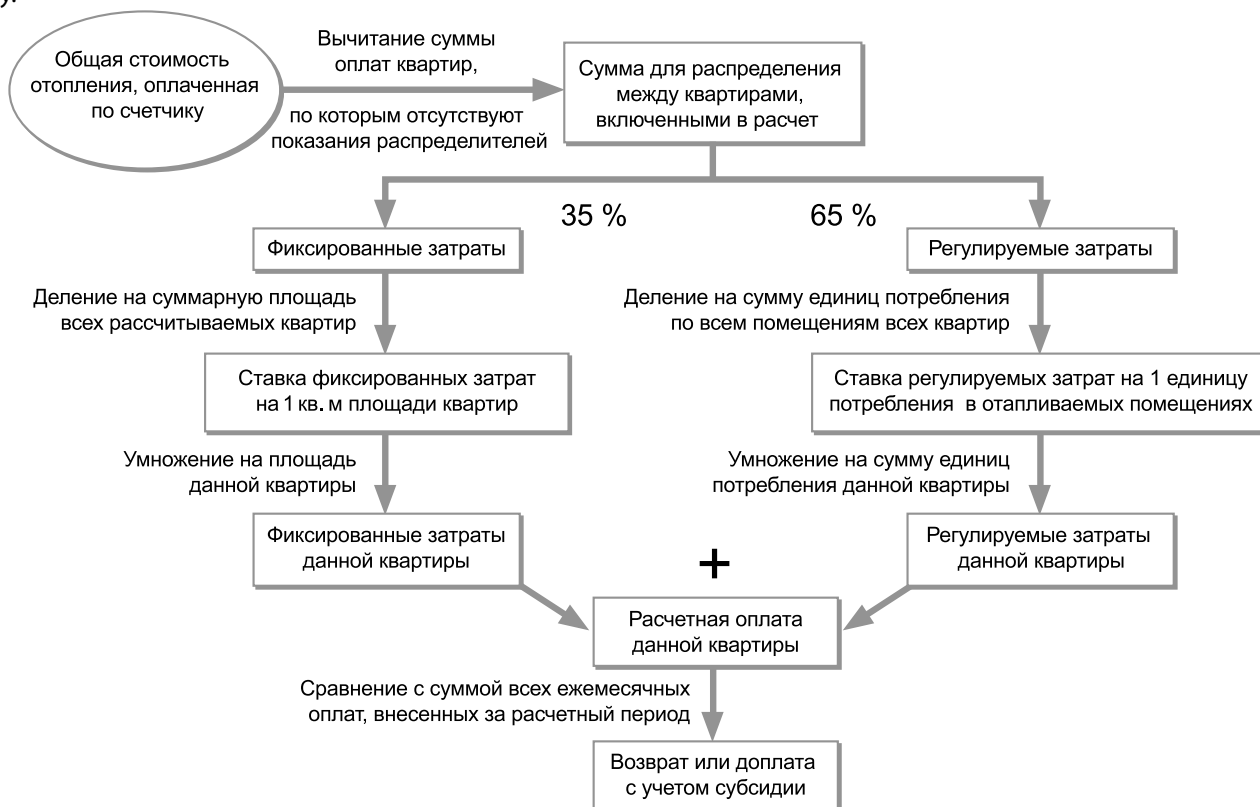 у.
Общая стоимость
отопления, оплаченная
по счетчику
Вычитание суммы
оплат квартир,
по которым отсутствуют
показания распределителей
Сумма для распределения
между квартирами,
включенными в расчет
35 %
65 %
Фиксированные затраты
Регулируемые затраты
Деление на суммарную площадь
всех рассчитываемых квартир
Деление на сумму единиц потребления
по всем помещениям всех квартир
Ставка фиксированных затрат
на 1 кв. м площади квартир
Ставка регулируемых затрат на 1 единицу
потребления в отапливаемых помещениях
Умножение на площадь
данной квартиры
Умножение на сумму единиц
потребления данной квартиры
Фиксированные затраты
данной квартиры
+
Регулируемые затраты
данной квартиры
Расчетная оплата
данной квартиры
Сравнение с суммой всех ежемесячных
оплат, внесенных за расчетный период
Возврат или доплата
с учетом субсидии